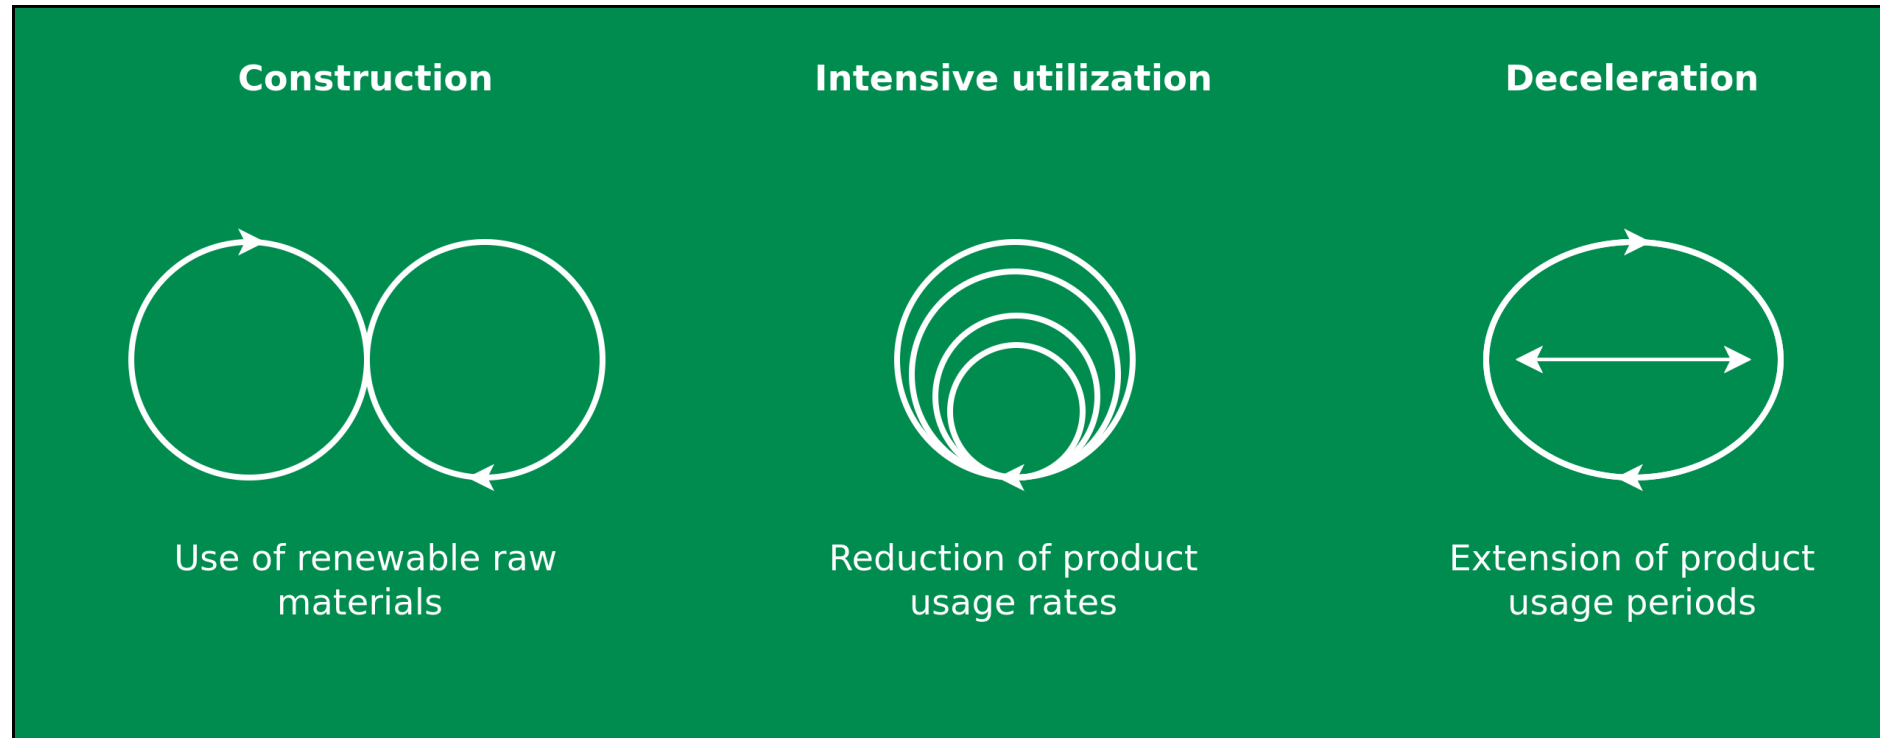 Construction
Intensive utilization
Deceleration
Use of renewable raw
materials
Reduction of product
usage rates
Extension of product
usage periods